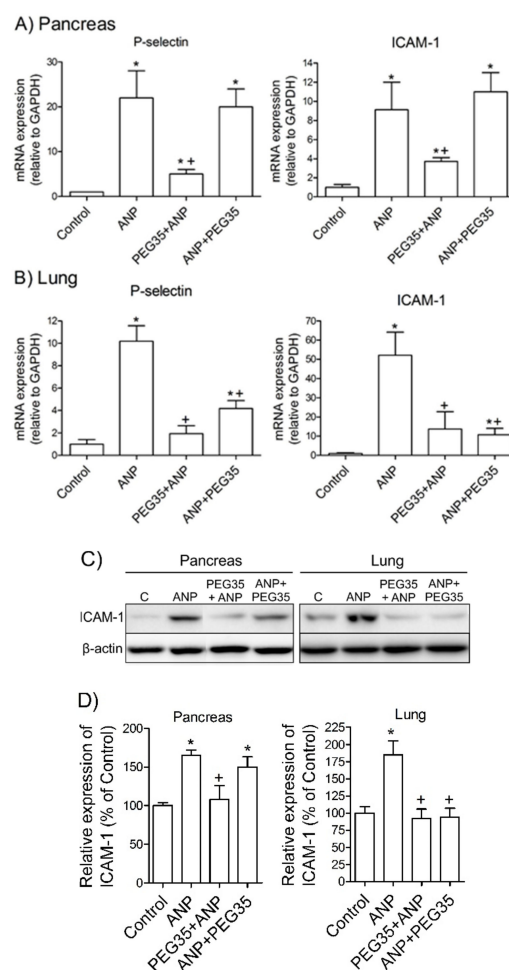 A) Pancreas
P-selectin
mRNA expression
(relative to GAPDH)
30
20
10
0
Control
ANP
PEG35+ANP
ANP+PEG35
*
*+
*
ICAM-1
mRNA expression
(relative to GAPDH)
14
12
10
8
6
4
2
0
Control
ANP
PEG35+ANP
ANP+PEG35
*
*+
*
B) Lung
P-selectin
mRNA expression
(relative to GAPDH)
12
10
8
6
4
2
0
Control
ANP
PEG35+ANP
ANP+PEG35
*
+
*+
ICAM-1
mRNA expression
(relative to GAPDH)
70
60
50
40
30
20
10
0
Control
ANP
PEG35+ANP
ANP+PEG35
*
+
*+
C)
Pancreas
Lung
C ANP PEG35 + ANP ANP+ PEG35
C ANP PEG35 + ANP ANP+ PEG35
ICAM-1
β-actin
D)
Pancreas
Relative expression of
ICAM-1 (% of Control)
200
150
100
50
0
Control
ANP
PEG35+ANP
ANP+PEG35
*
+
*
Lung
Relative expression of
ICAM-1 (% of Control)
225
200
175
150
125
100
75
50
25
0
Control
ANP
PEG35+ANP
ANP+PEG35
*
+
+